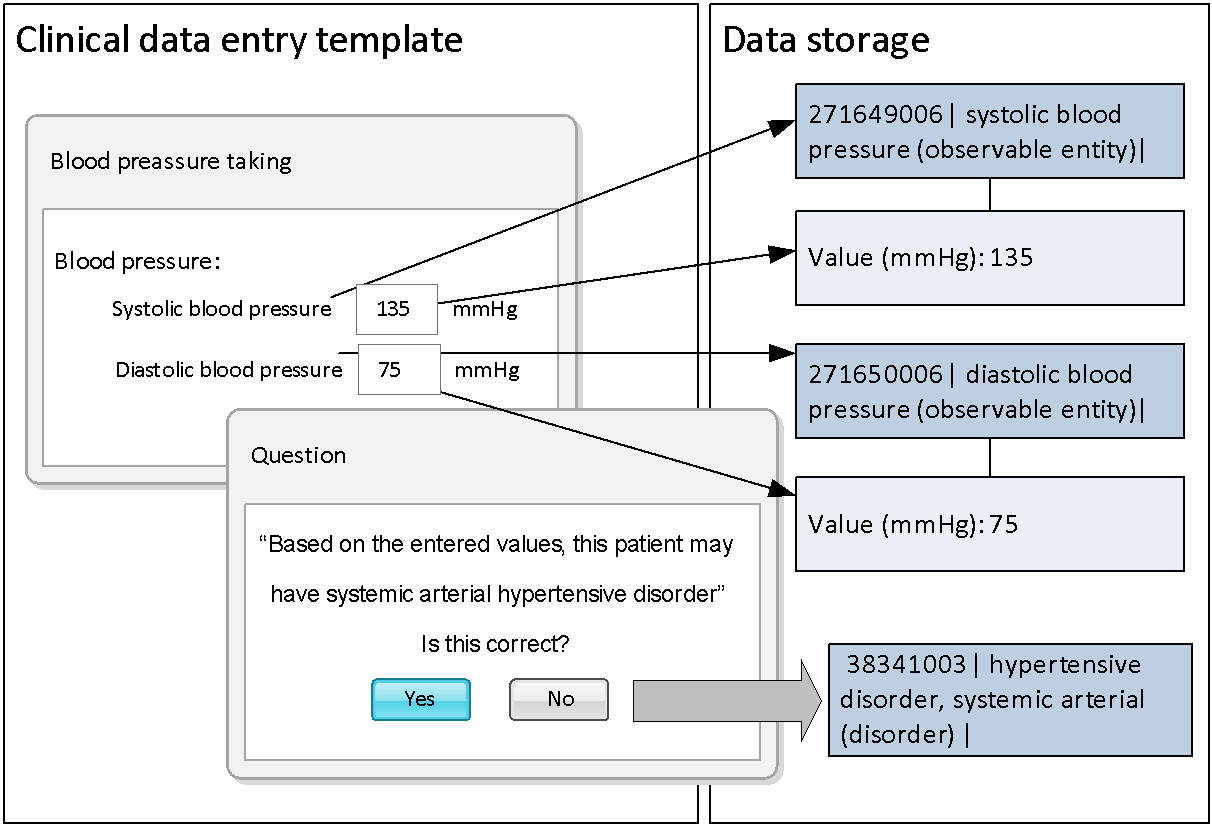 Clinical data entry template
Blood preassure taking
Blood pressure:
Systolic blood pressure 135 mmHg
Diastolic blood pressure 75 mmHg
Question
“Based on the entered values, this patient may
have systemic arterial hypertensive disorder”
Is this correct?
Yes No
Data storage
271649006| systolic blood
pressure (observable entity)|
Value (mmHg): 135
271650006| diastolic blood
pressure (observable entity)|
Value (mmHg): 75
38341003| hypertensive
disorder, systemic arterial
(disorder) |